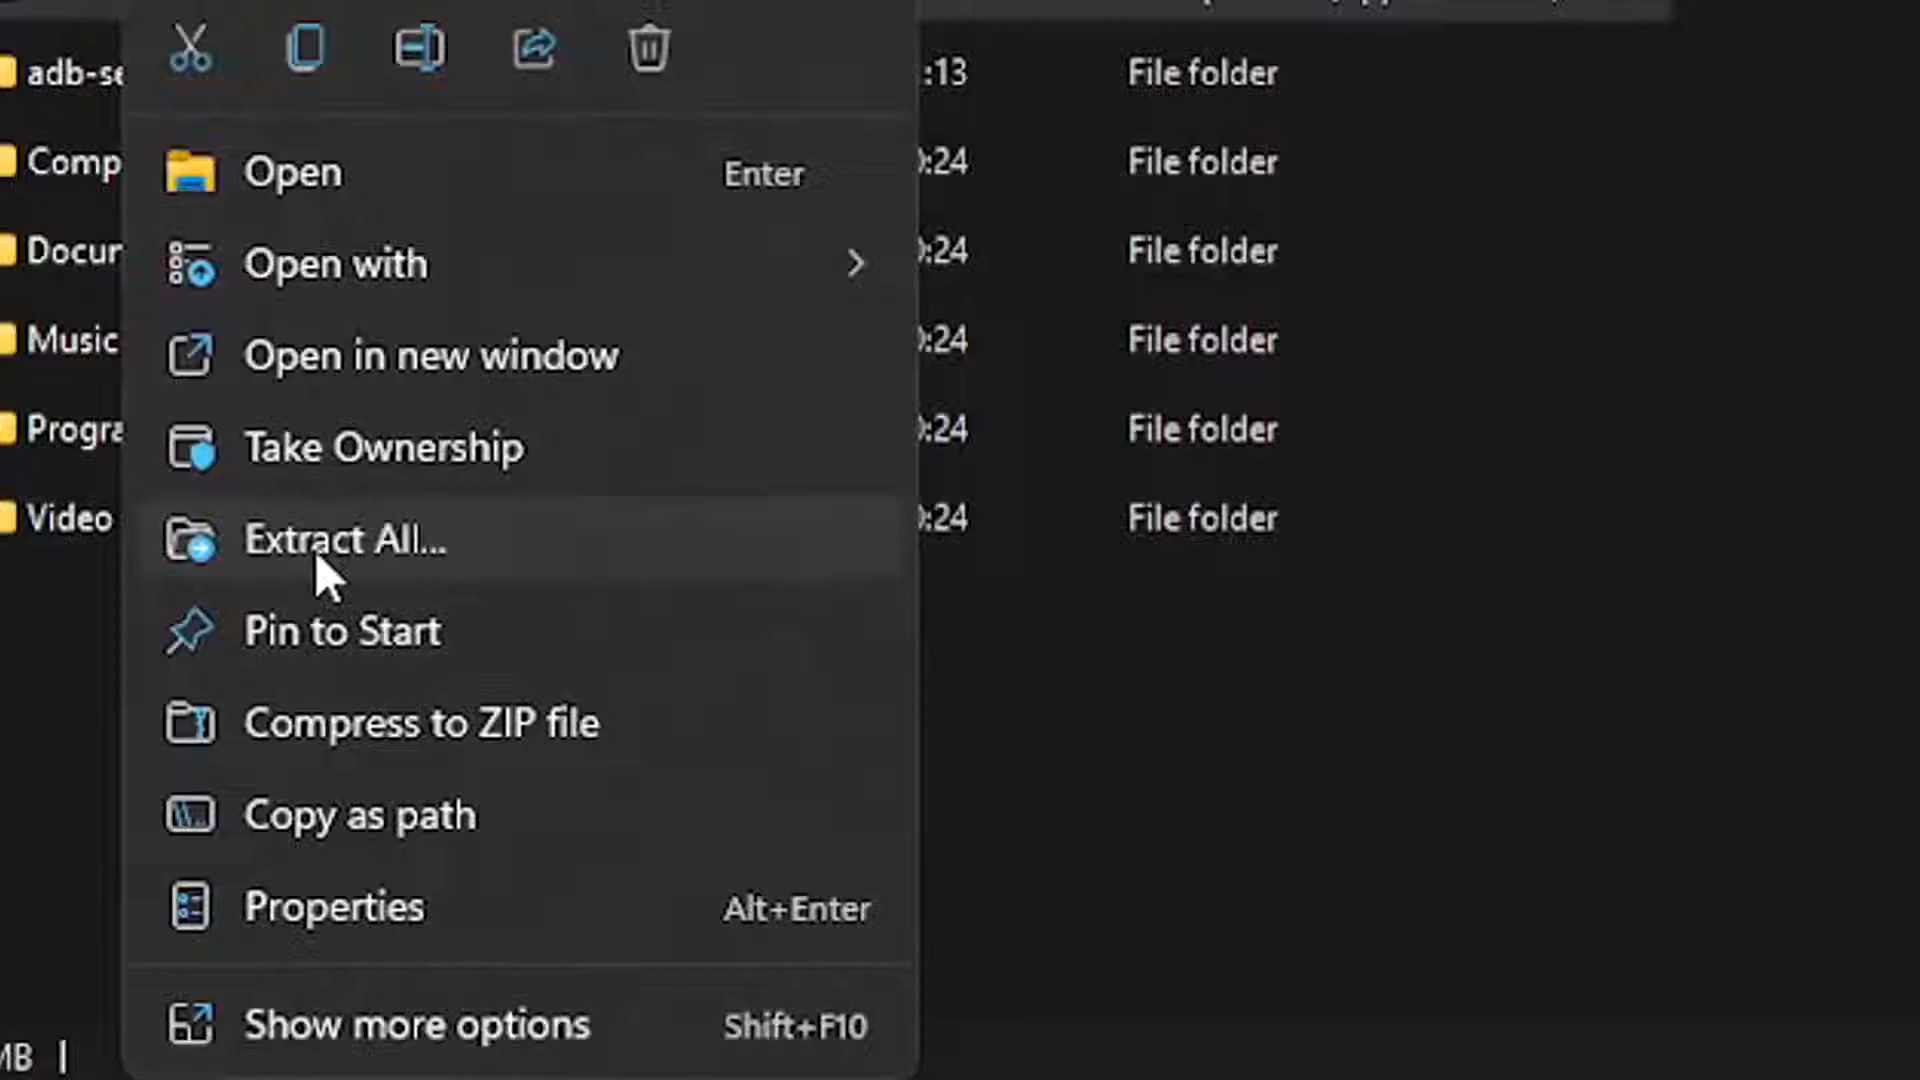 adb-se
:13
File folder
Open
Enter
Comp
:24
File folder
Open with
Docum
:24
File folder
Open in new window
Music
:24
File folder
Take Ownership
Progra
:24
File folder
Extract All...
Video
:24
File folder
Pin to Start
Compress to ZIP file
Copy as path
Properties
Alt+Enter
Show more options
Shift+F10
MB